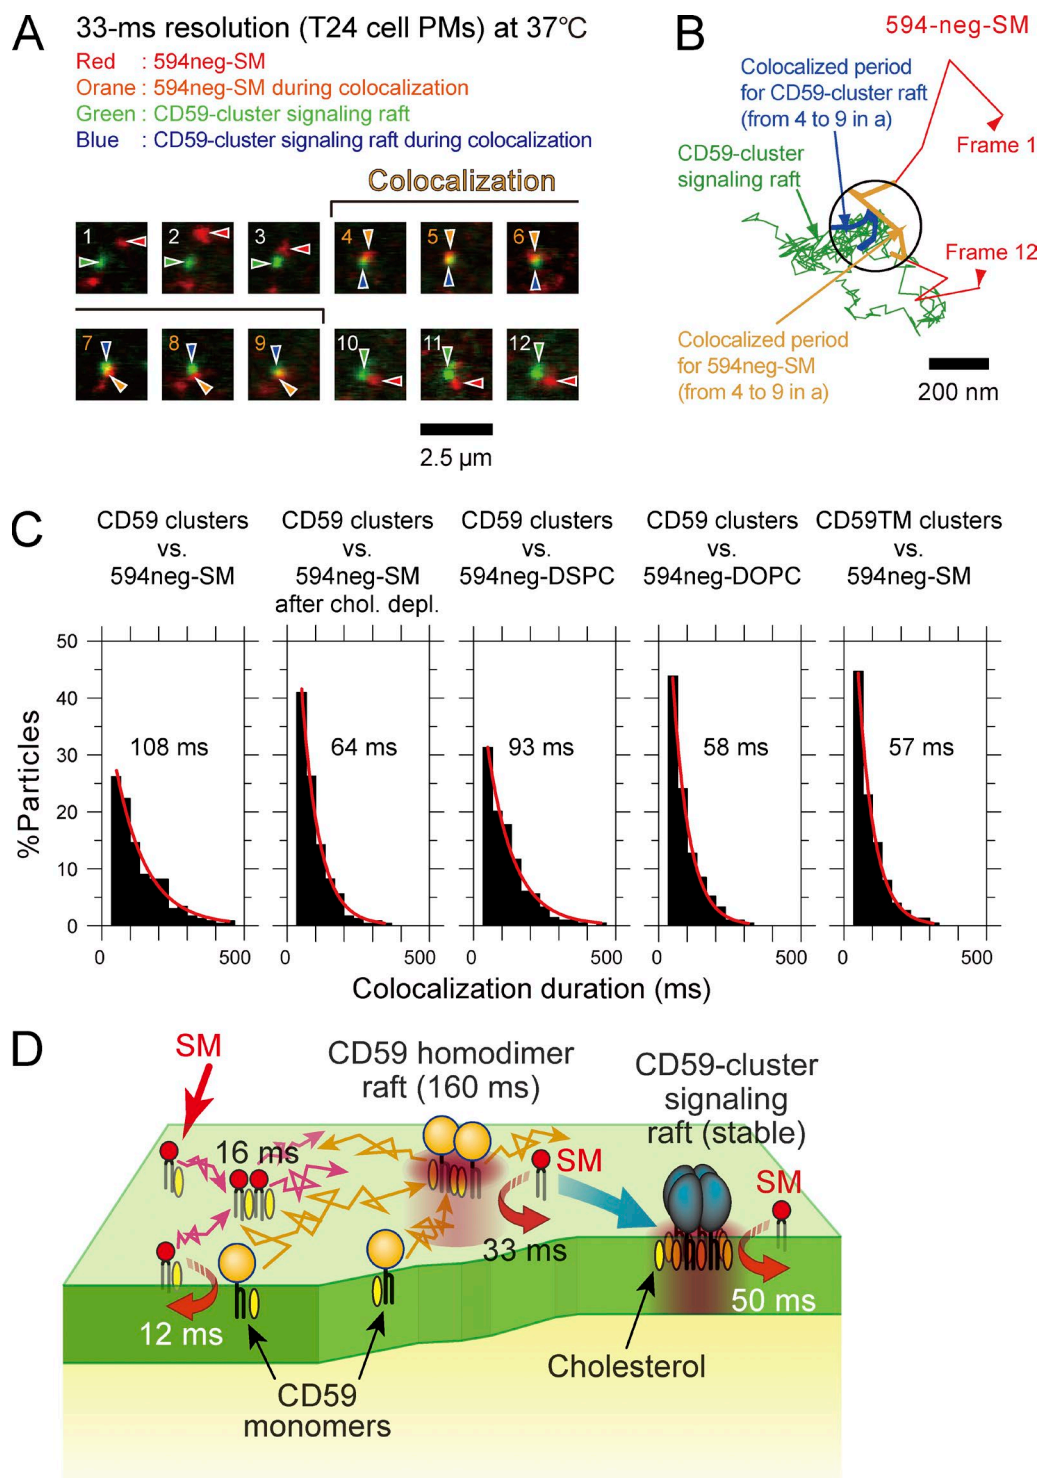 A
33-ms resolution (T24 cell PMs) at 37℃
Red : 594neg-SM
Orane : 594neg-SM during colocalization
Green : CD59-cluster signaling raft
Blue : CD59-cluster signaling raft during colocalization
Colocalization
1 2 3 4 5 6
7 8 9 10 11 12
2.5 µm
B
594-neg-SM
Colocalized period
for CD59-cluster raft
(from 4 to 9 in a)
Frame 1
CD59-cluster
signaling raft
Frame 12
Colocalized period
for 594neg-SM
(from 4 to 9 in a)
200 nm
C
CD59 clusters
vs.
594neg-SM
CD59 clusters
vs.
594neg-SM
after chol. depl.
CD59 clusters
vs.
594neg-DSPC
CD59 clusters
vs.
594neg-DOPC
CD59TM clusters
vs.
594neg-SM
%Particles
50
40
30
20
10
0
108 ms
64 ms
93 ms
58 ms
57 ms
0 500 0 500 0 500 0 500 0 500
Colocalization duration (ms)
D
SM
CD59 homodimer
raft (160 ms)
CD59-cluster
signaling
raft (stable)
16 ms
SM
SM
33 ms
50 ms
12 ms
Cholesterol
CD59
monomers